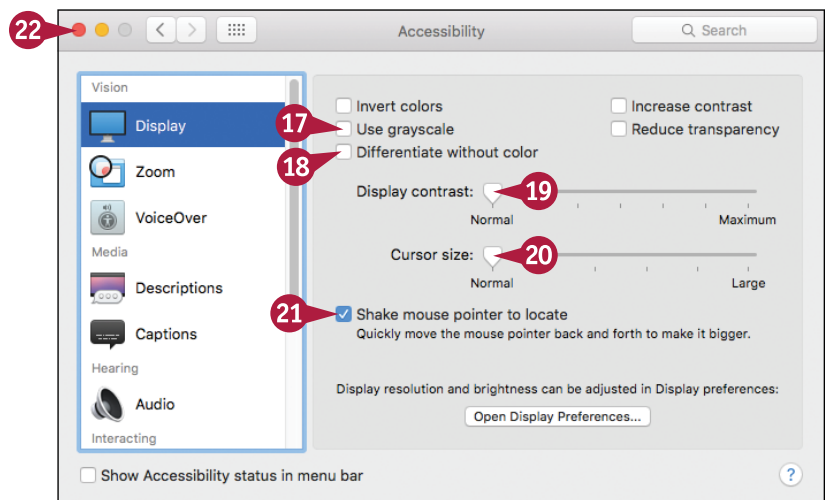 22
Accessibility
Search
Vision
Display
Zoom
VoiceOver
Media
Descriptions
Captions
Hearing
Audio
Interacting
Invert colors
Increase contrast
17
Use grayscale
Reduce transparency
18
Differentiate without color
Display contrast:
19
Normal
Maximum
Cursor size:
20
Normal
Large
21
Shake mouse pointer to locate
Quickly move the mouse pointer back and forth to make it bigger.
Display resolution and brightness can be adjusted in Display preferences:
Open Display Preferences...
Show Accessibility status in menu bar
?